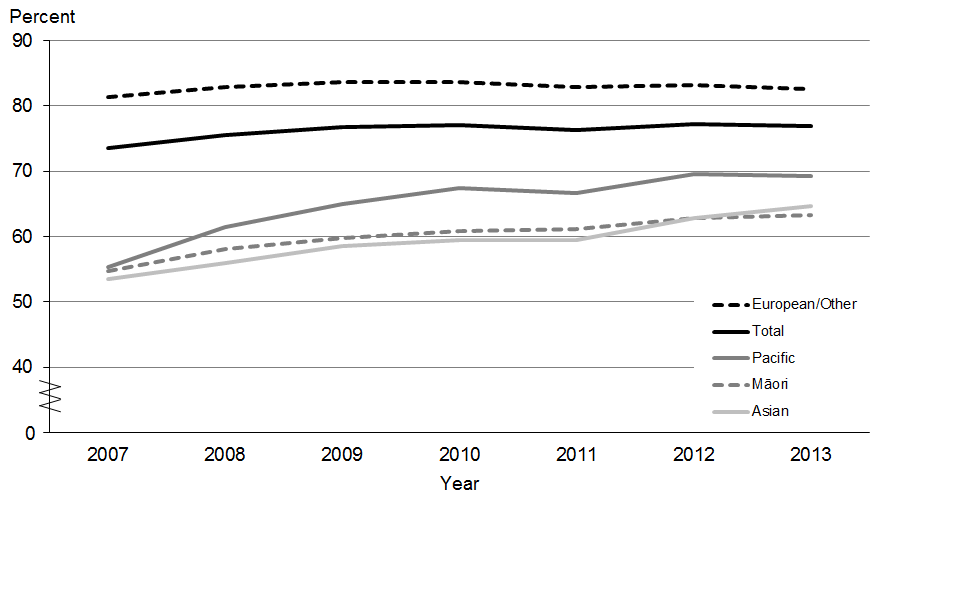 Percent
90
80
70
60
50
40
0
2007 2008 2009 2010 2011 2012 2013
Year
European/Other
Total
Pacific
Māori
Asian